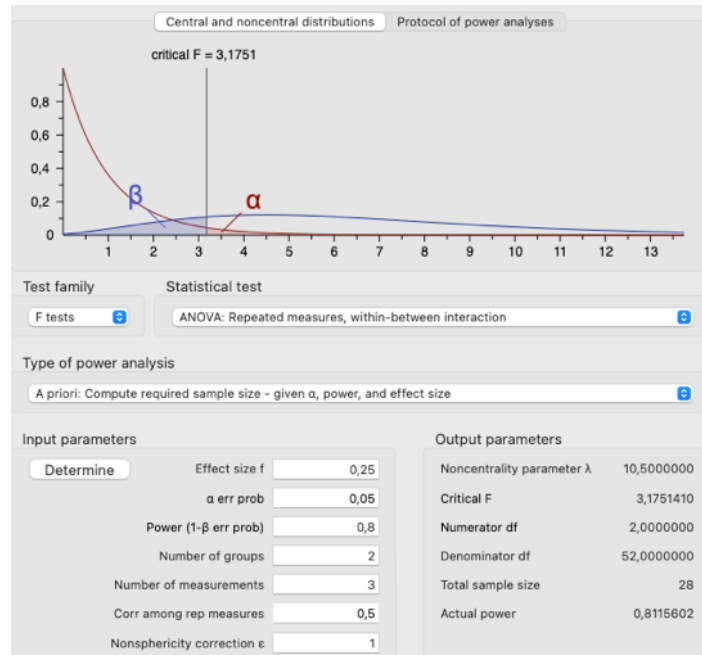 Central and noncentral distributions Protocol of power analyses
critical F = 3,1751
0,8
0,6
0,4
0,2
0
β
α
1 2 3 4 5 6 7 8 9 10 11 12 13
Test family Statistical test
F tests ANOVA: Repeated measures, within-between interaction
Type of power analysis
A priori: Compute required sample size - given α, power, and effect size
Input parameters Output parameters
Determine Effect size f 0,25 Noncentrality parameter λ 10,5000000
α err prob 0,05 Critical F 3,1751410
Power (1-β err prob) 0,8 Numerator df 2,0000000
Number of groups 2 Denominator df 52,0000000
Number of measurements 3 Total sample size 28
Corr among rep measures 0,5 Actual power 0,8115602
Nonsphericity correction ε 1